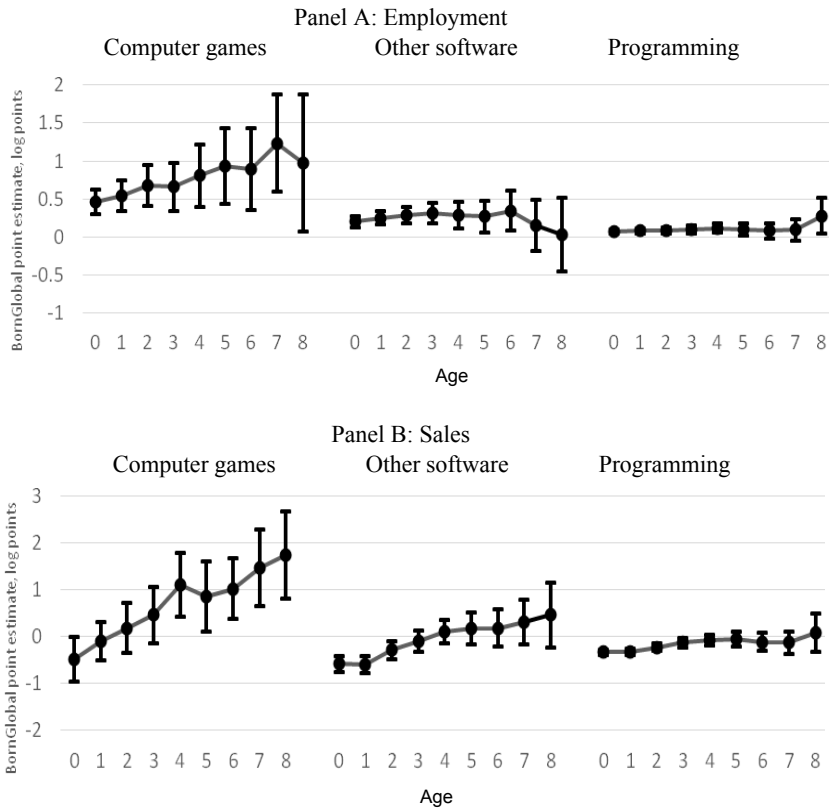 Panel A: Employment
Computer games Other software Programming
BornGlobal point estimate, log points
2
1.5
1
0.5
0
-0.5
-1
0 1 2 3 4 5 6 7 8 0 1 2 3 4 5 6 7 8 0 1 2 3 4 5 6 7 8
Age
Panel B: Sales
Computer games Other software Programming
BornGlobal point estimate, log points
3
2
1
0
-1
-2
0 1 2 3 4 5 6 7 8 0 1 2 3 4 5 6 7 8 0 1 2 3 4 5 6 7 8
Age